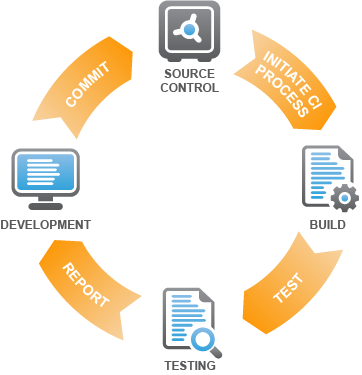 SOURCE
CONTROL
INITIATE CI
PROCESS
BUILD
TEST
TESTING
REPORT
DEVELOPMENT
COMMIT